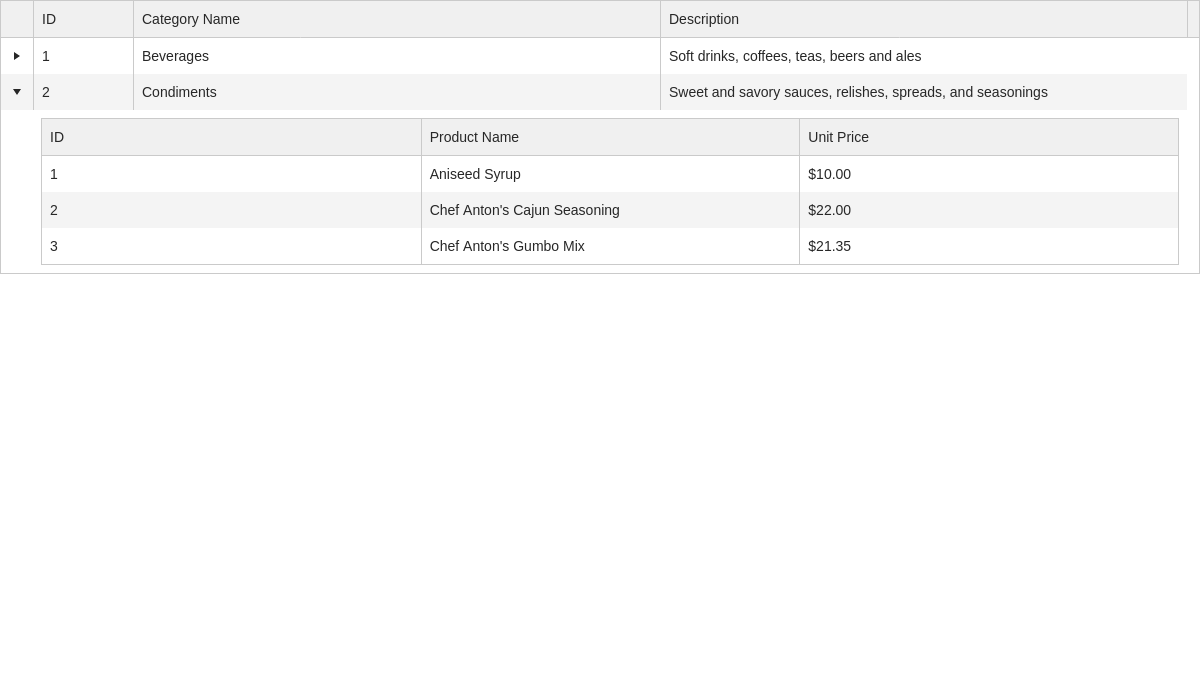 ID Category Name Description
1 Beverages Soft drinks, coffees, teas, beers and ales
2 Condiments Sweet and savory sauces, relishes, spreads, and seasonings
ID Product Name Unit Price
1 Aniseed Syrup $10.00
2 Chef Anton's Cajun Seasoning $22.00
3 Chef Anton's Gumbo Mix $21.35